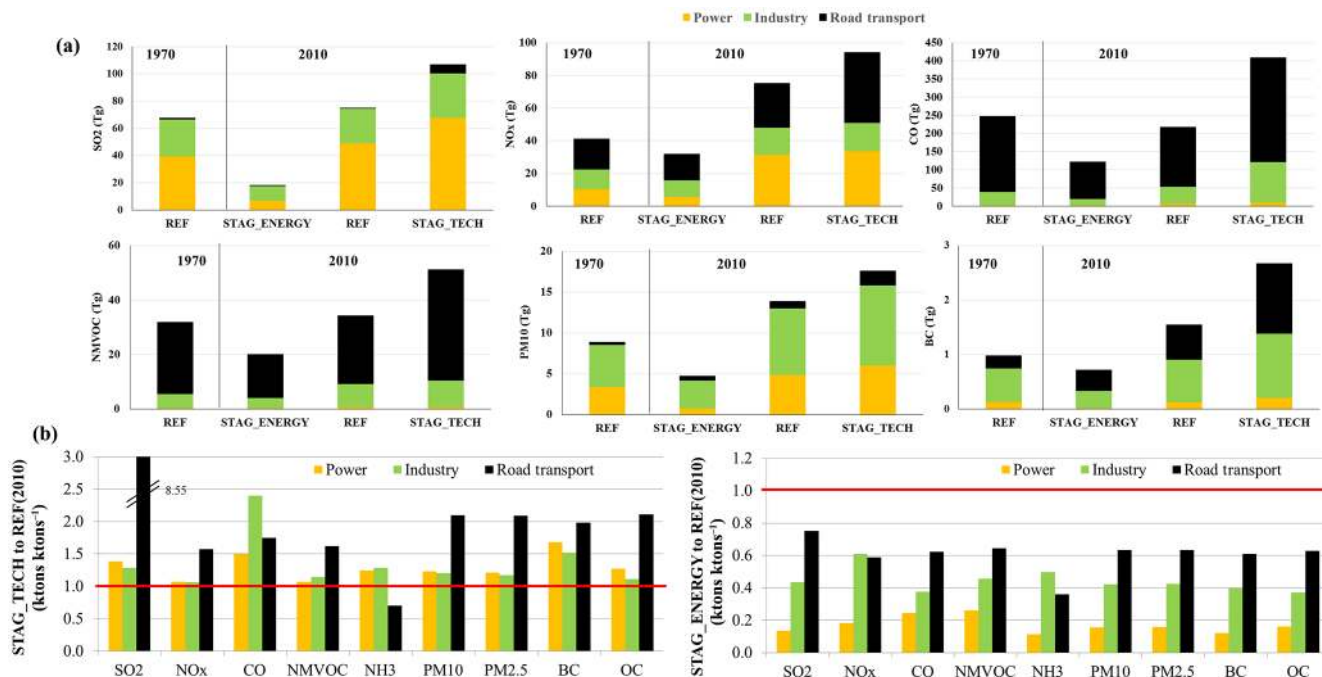 Power Industry Road transport
(a)
SO2 (Tg)
120
100
80
60
40
20
0
1970 2010
REF STAG_ENERGY REF STAG_TECH
NOx (Tg)
100
80
60
40
20
0
1970 2010
REF STAG_ENERGY REF STAG_TECH
CO (Tg)
450
400
350
300
250
200
150
100
50
0
1970 2010
REF STAG_ENERGY REF STAG_TECH
NMVOC (Tg)
60
40
20
0
1970 2010
REF STAG_ENERGY REF STAG_TECH
PM10 (Tg)
20
15
10
5
0
1970 2010
REF STAG_ENERGY REF STAG_TECH
BC (Tg)
3
2
1
0
1970 2010
REF STAG_ENERGY REF STAG_TECH
(b)
STAG_TECH to REF(2010)
(ktons ktons⁻¹)
3.0
2.5
2.0
1.5
1.0
0.5
0.0
Power Industry Road transport
8.55
SO2 NOx CO NMVOC NH3 PM10 PM2.5 BC OC
STAG_ENERGY to REF(2010)
(ktons ktons⁻¹)
1.2
1.0
0.8
0.6
0.4
0.2
0.0
Power Industry Road transport
SO2 NOx CO NMVOC NH3 PM10 PM2.5 BC OC